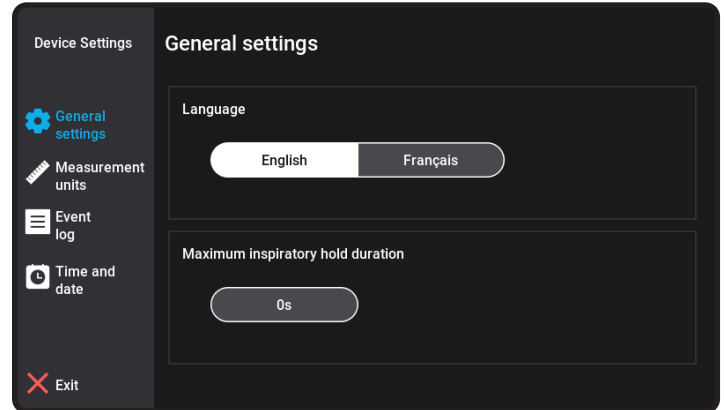 Device Settings
General settings
General
settings
Measurement
units
Event
log
Time and
date
Exit
Language
English
Français
Maximum inspiratory hold duration
0s